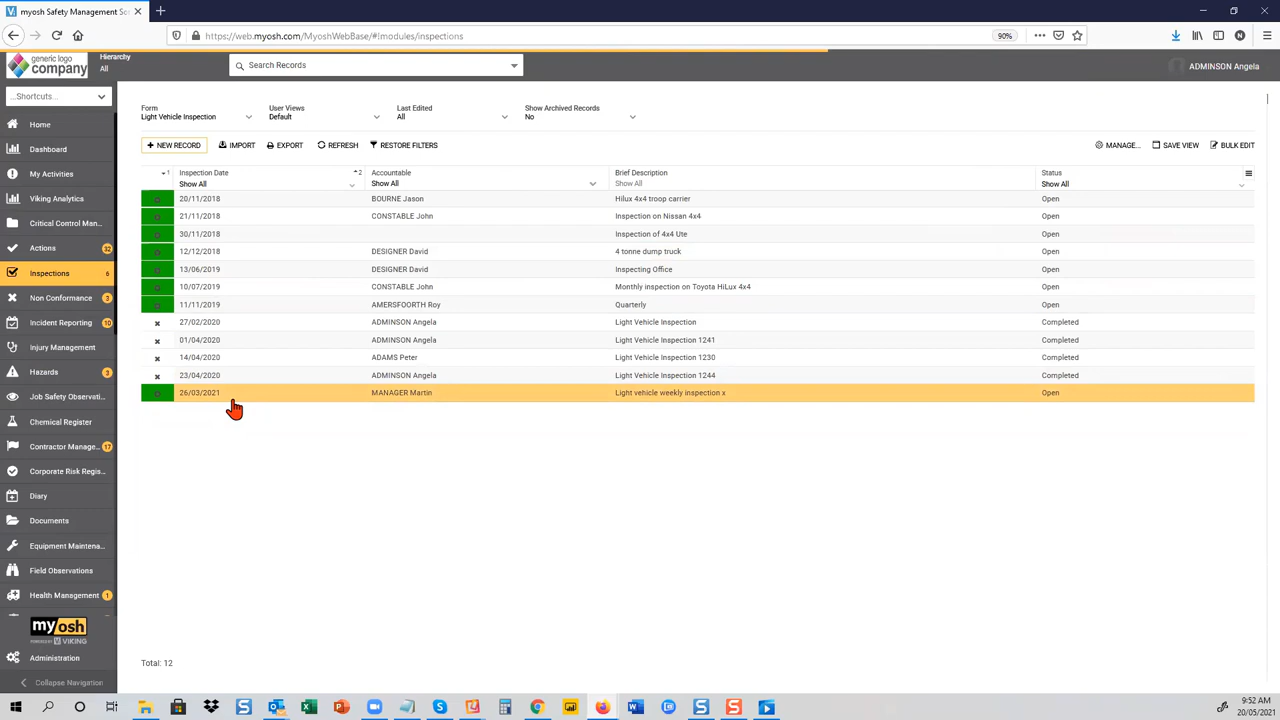 myosh Safety Management So
https://web.myosh.com/MyoshWebBase/#!modules/inspections
90%
generic logo
company
Hierarchy
All
Search Records
ADMINSON Angela
...Shortcuts...
Home
Dashboard
My Activities
Viking Analytics
Critical Control Man...
Actions 32
Inspections 6
Non Conformance 3
Incident Reporting 10
Injury Management
Hazards 3
Job Safety Observati...
Chemical Register
Contractor Manage... 17
Corporate Risk Regis...
Diary
Documents
Equipment Maintena...
Field Observations
Health Management 1
myosh
POWERED BY VIKING
Administration
Collapse Navigation
Form User Views Last Edited Show Archived Records
Light Vehicle Inspection Default All No
NEW RECORD IMPORT EXPORT REFRESH RESTORE FILTERS MANAGE... SAVE VIEW BULK EDIT
1 Inspection Date 2 Accountable Brief Description Status
Show All Show All Show All Show All
20/11/2018 BOURNE Jason Hilux 4x4 troop carrier Open
21/11/2018 CONSTABLE John Inspection on Nissan 4x4 Open
30/11/2018 Inspection of 4x4 Ute Open
12/12/2018 DESIGNER David 4 tonne dump truck Open
13/06/2019 DESIGNER David Inspecting Office Open
10/07/2019 CONSTABLE John Monthly inspection on Toyota HiLux 4x4 Open
11/11/2019 AMERSFOORTH Roy Quarterly Open
27/02/2020 ADMINSON Angela Light Vehicle Inspection Completed
01/04/2020 ADMINSON Angela Light Vehicle Inspection 1241 Completed
14/04/2020 ADAMS Peter Light Vehicle Inspection 1230 Completed
23/04/2020 ADMINSON Angela Light Vehicle Inspection 1244 Completed
26/03/2021 MANAGER Martin Light vehicle weekly inspection x Open
Total: 12
9:52 AM
20/05/2021